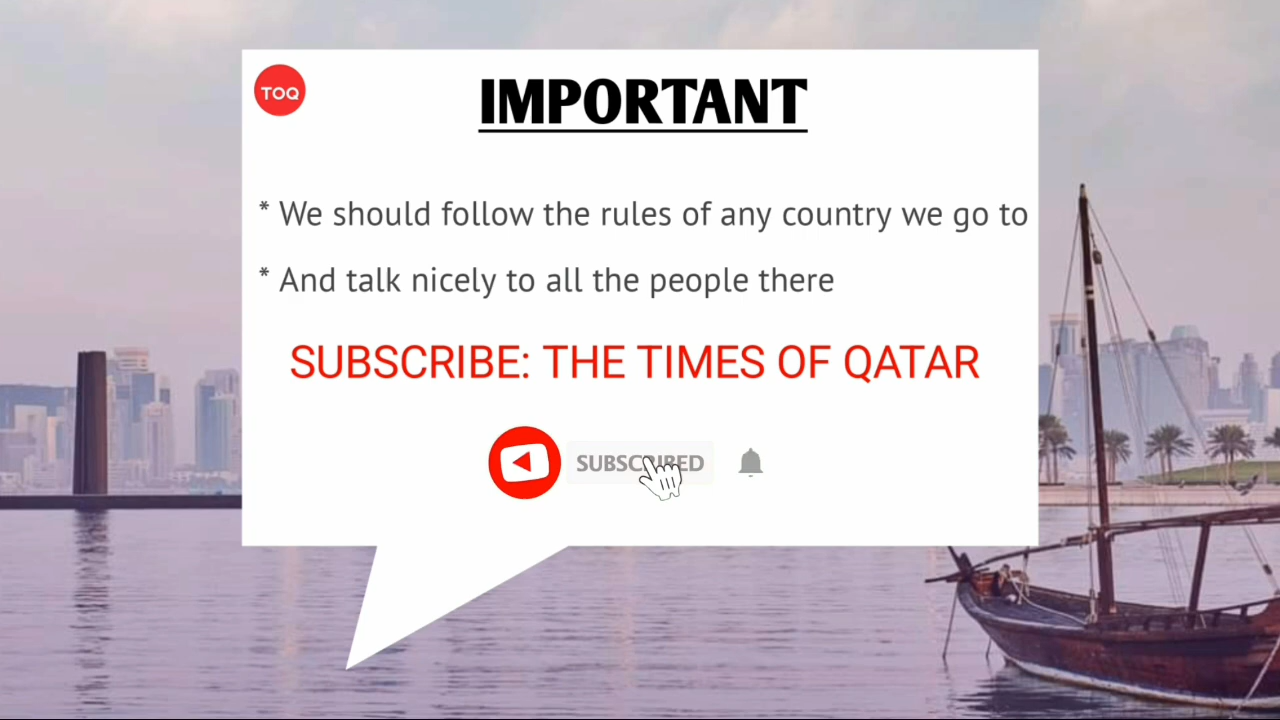 TOQ
IMPORTANT
* We should follow the rules of any country we go to
* And talk nicely to all the people there
SUBSCRIBE: THE TIMES OF QATAR
SUBSCRIBED